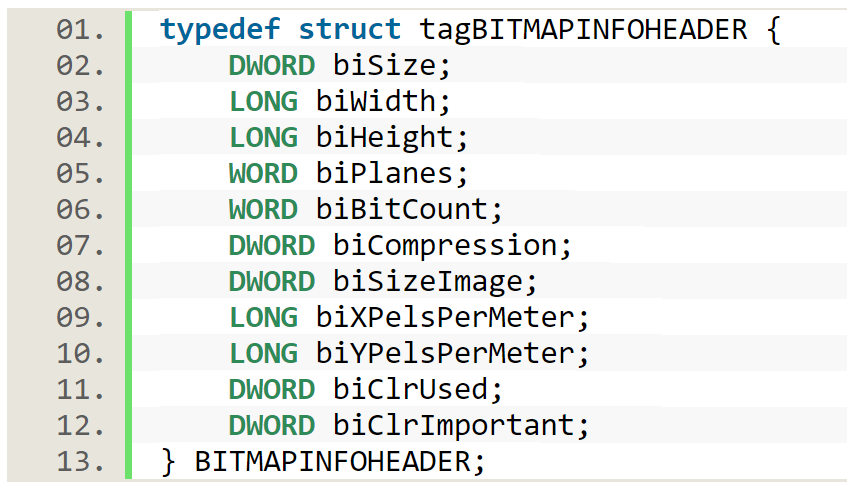 01. typedef struct tagBITMAPINFOHEADER {
02.     DWORD biSize;
03.     LONG biWidth;
04.     LONG biHeight;
05.     WORD biPlanes;
06.     WORD biBitCount;
07.     DWORD biCompression;
08.     DWORD biSizeImage;
09.     LONG biXPelsPerMeter;
10.     LONG biYPelsPerMeter;
11.     DWORD biClrUsed;
12.     DWORD biClrImportant;
13. } BITMAPINFOHEADER;